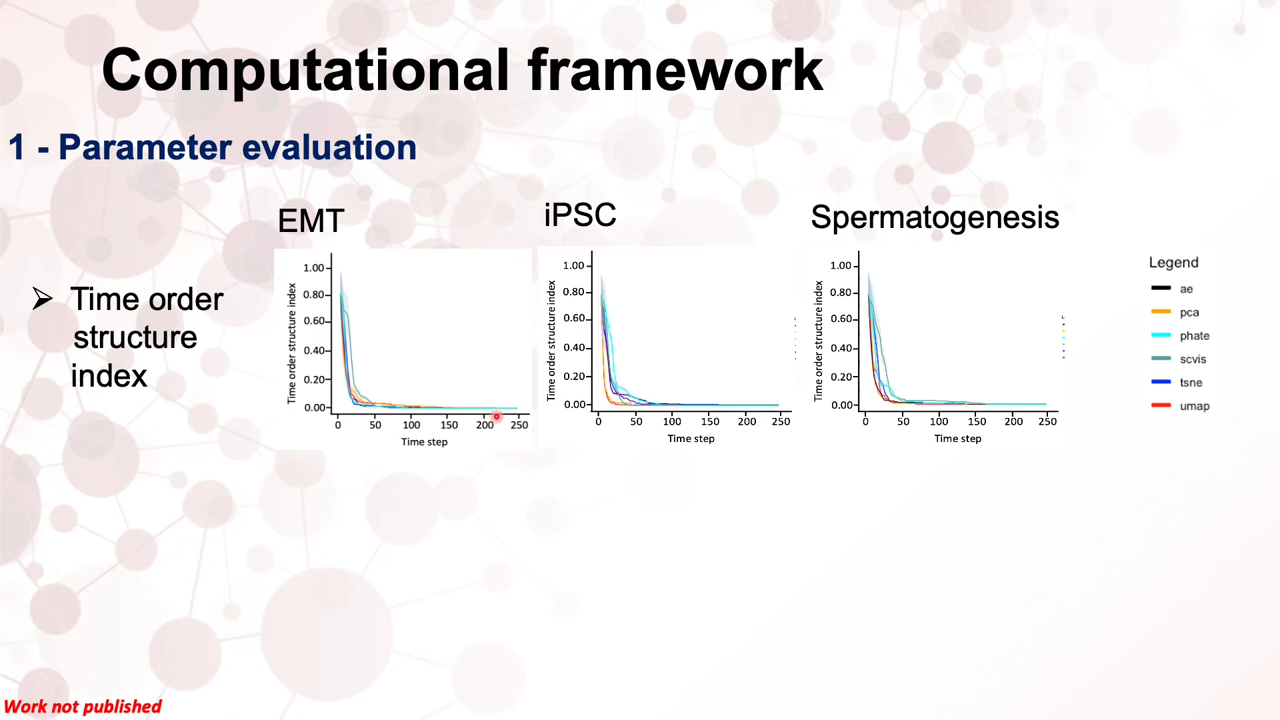 Computational framework
1 - Parameter evaluation
EMT
iPSC
Spermatogenesis
➢ Time order
structure
index
Time order structure index
1.00
0.80
0.60
0.40
0.20
0.00
0 50 100 150 200 250
Time step
Time order structure index
1.00
0.80
0.60
0.40
0.20
0.00
0 50 100 150 200 250
Time step
Time order structure index
1.00
0.80
0.60
0.40
0.20
0.00
0 50 100 150 200 250
Time step
Legend
ae
pca
phate
scvis
tsne
umap
Work not published